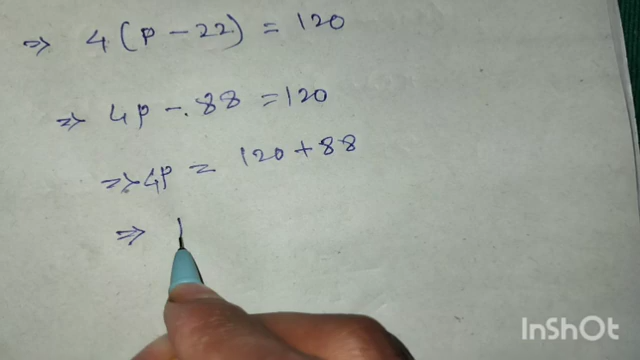 ⇒ 4(P - 22) = 120
⇒ 4P - 88 = 120
⇒ 4P = 120 + 88
⇒
InShOt